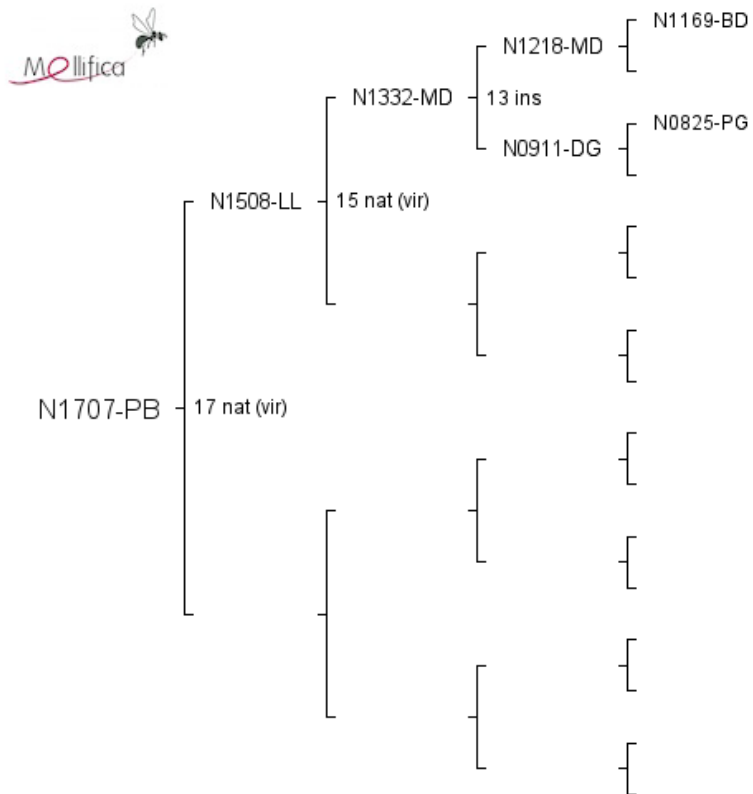 Mellifica
N1169-BD
N1218-MD
N1332-MD
13 ins
N0825-PG
N0911-DG
N1508-LL
15 nat (vir)
N1707-PB
17 nat (vir)